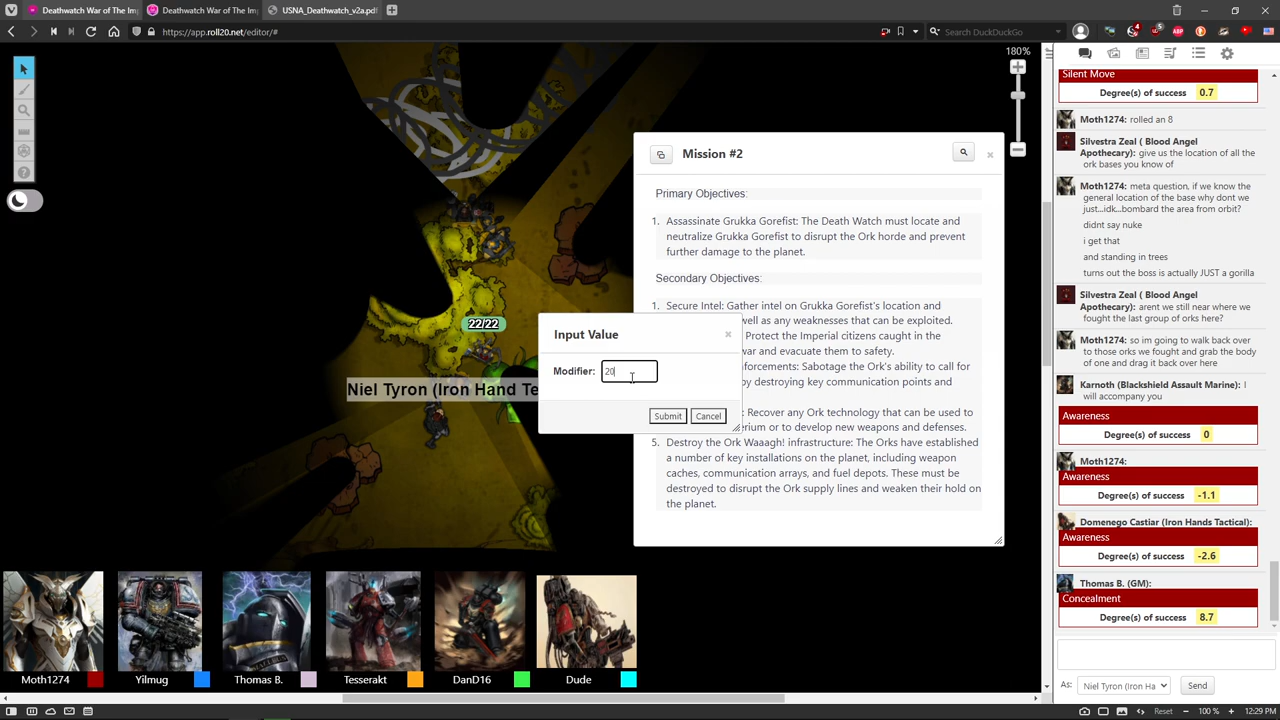 Deathwatch War of The Im
Deathwatch War of The Im
USNA_Deathwatch_v2a.pdf
https://app.roll20.net/editor/#
Search DuckDuckGo
180%
Mission #2
Primary Objectives:
1. Assassinate Grukka Gorefist: The Death Watch must locate and
neutralize Grukka Gorefist to disrupt the Ork horde and prevent
further damage to the planet.
Secondary Objectives:
1. Secure Intel: Gather intel on Grukka Gorefist's location and
well as any weaknesses that can be exploited.
Protect the Imperial citizens caught in the
war and evacuate them to safety.
Sabotage the Ork's ability to call for
by destroying key communication points and
: Recover any Ork technology that can be used to
or to develop new weapons and defenses.
5. Destroy the Ork Waaagh! infrastructure: The Orks have established
a number of key installations on the planet, including weapon
caches, communication arrays, and fuel depots. These must be
destroyed to disrupt the Ork supply lines and weaken their hold on
the planet.
Input Value
Modifier: 20
Submit
Cancel
22/22
Niel Tyron (Iron Hand Te
Moth1274
Yilmug
Thomas B.
Tesserakt
DanD16
Dude
Silent Move
Degree(s) of success 0.7
Moth1274: rolled an 8
Silvestra Zeal ( Blood Angel
Apothecary): give us the location of all the
ork bases you know of
Moth1274: meta question, if we know the
general location of the base why dont we
just...idk...bombard the area from orbit?
didnt say nuke
i get that
and standing in trees
turns out the boss is actually JUST a gorilla
Silvestra Zeal ( Blood Angel
Apothecary): arent we still near where we
fought the last group of orks here?
Moth1274: so im going to walk back over
to those orks we fought and grab the body
of one and drag it back over here
Karnoth (Blackshield Assault Marine): I
will accompany you
Awareness
Degree(s) of success 0
Moth1274:
Awareness
Degree(s) of success -1.1
Domenego Castiar (Iron Hands Tactical):
Awareness
Degree(s) of success -2.6
Thomas B. (GM):
Concealment
Degree(s) of success 8.7
As: Niel Tyron (Iron Ha
Send
Reset
100 %
12:29 PM